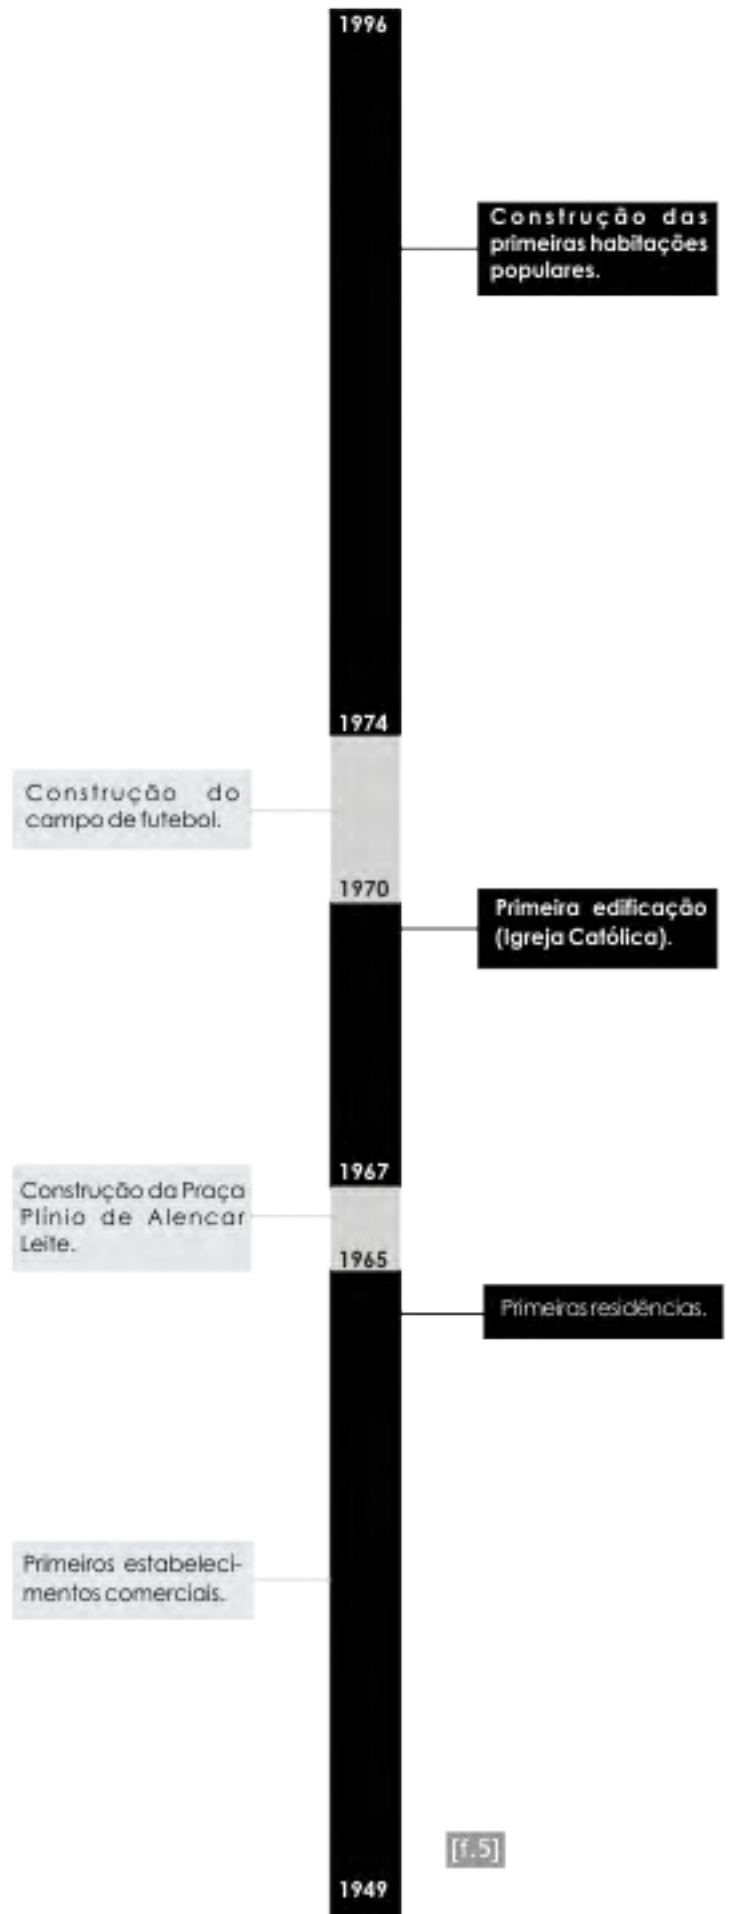 1996
Construção das
primeiras habitações
populares.
1974
Construção do
campo de futebol.
1970
Primeira edificação
(Igreja Católica).
1967
Construção da Praça
Plínio de Alencar
Leite.
1965
Primeiras residências.
Primeiros estabeleci-
mentos comerciais.
[f.5]
1949